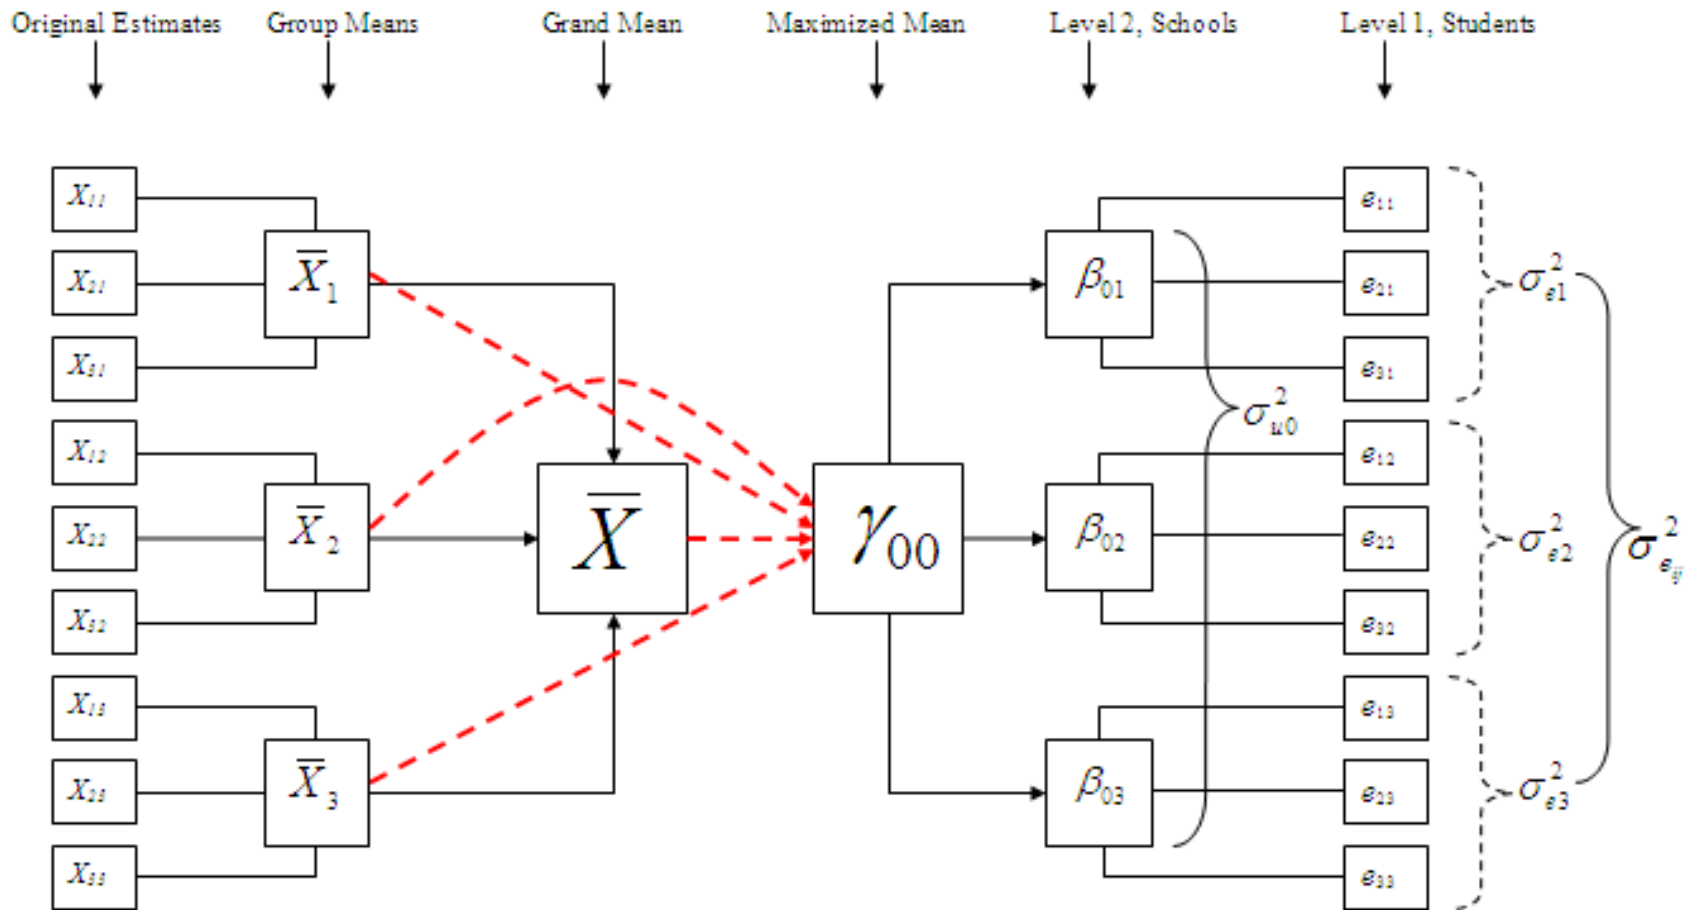 Original Estimates
Group Means
Grand Mean
Maximized Mean
Level 2, Schools
Level 1, Students
X₁₁
X₂₁
X₃₁
X₁₂
X₂₂
X₃₂
X₁₃
X₂₃
X₃₃
X̅₁
X̅₂
X̅₃
X̅
γ₀₀
β₀₁
β₀₂
β₀₃
σ²ᵤ₀
e₁₁
e₂₁
e₃₁
e₁₂
e₂₂
e₃₂
e₁₃
e₂₃
e₃₃
σ²ₑ₁
σ²ₑ₂
σ²ₑ₃
σ²ₑᵢⱼ